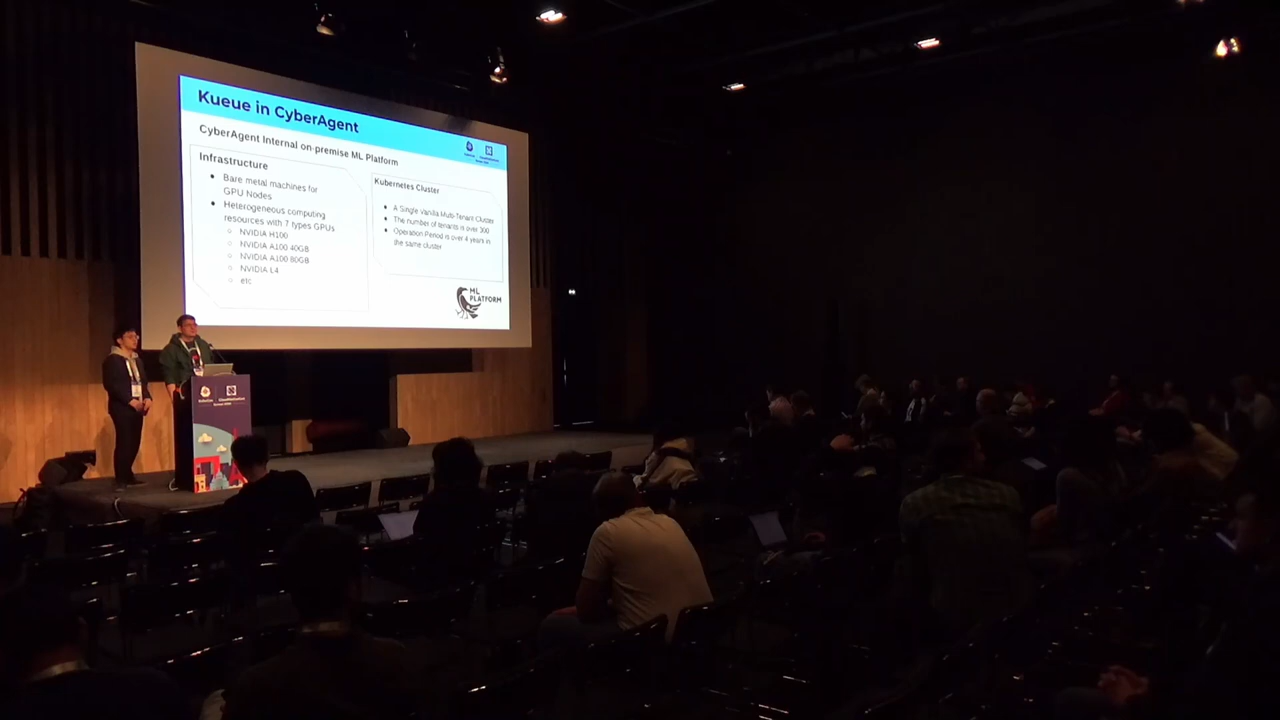 Kueue in CyberAgent
CyberAgent Internal on-premise ML Platform
Infrastructure
● Bare metal machines for
GPU Nodes
● Heterogeneous computing
resources with 7 types GPUs
○ NVIDIA H100
○ NVIDIA A100 40GB
○ NVIDIA A100 80GB
○ NVIDIA L4
○ etc
Kubernetes Cluster
● A Single Vanilla Multi-Tenant Cluster
● The number of tenants is over 300
● Operation Period is over 4 years in
the same cluster
ML
PLATFORM
KubeCon
CloudNativeCon